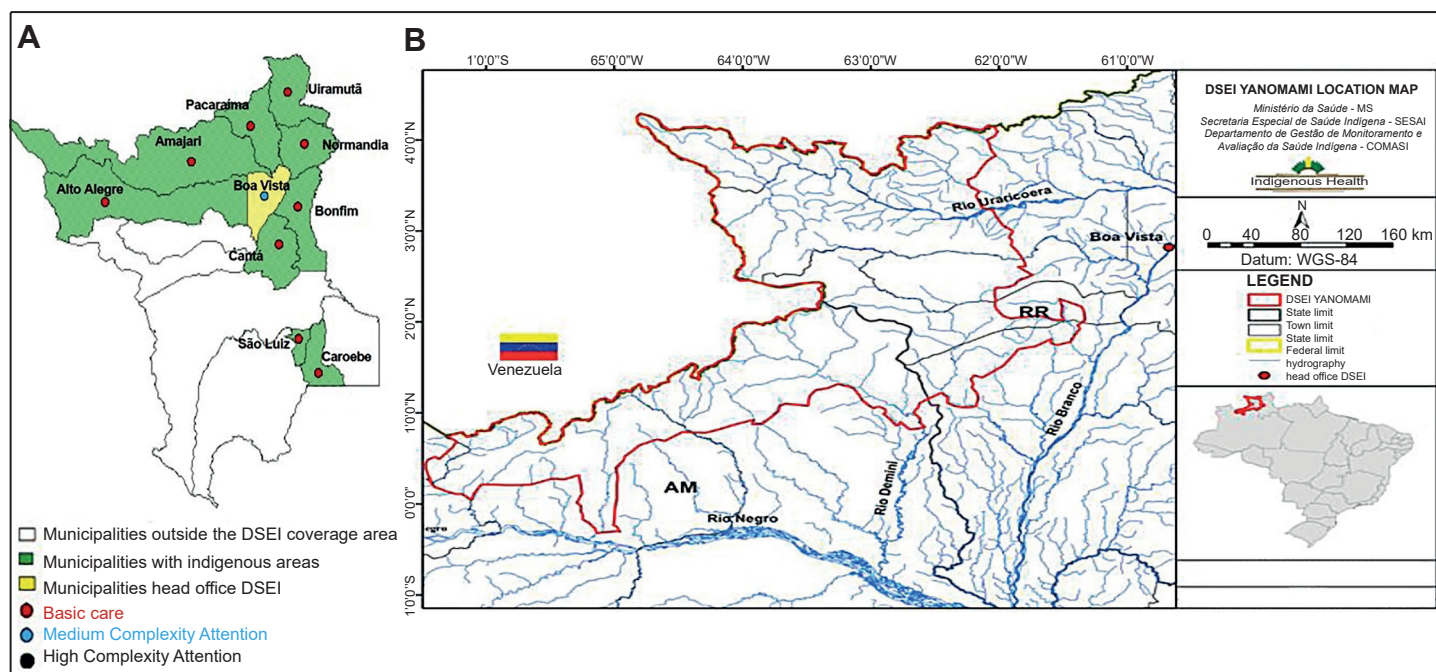 A
Uiramutã
Pacaraíma
Normandia
Amajari
Alto Alegre
Boa Vista
Bonfim
Cantá
São Luiz
Caroebe
Municipalities outside the DSEI coverage area
Municipalities with indigenous areas
Municipalities head office DSEI
Basic care
Medium Complexity Attention
High Complexity Attention
B
1°0'0"S 65°0'0"W 64°0'0"W 63°0'0"W 62°0'0"W 61°0'0"W
4°0'0"N
3°0'0"N
2°0'0"N
1°0'0"N
0°0'0"N
1°0'0"S
Rio Uraticoera
Boa Vista
RR
Venezuela
Rio Branco
Rio Demini
AM
Rio Negro
DSEI YANOMAMI LOCATION MAP
Ministério da Saúde - MS
Secretaria Especial de Saúde Indígena - SESAI
Departamento de Gestão de Monitoramento e
Avaliação da Saúde Indígena - COMASI
Indigenous Health
N
0 40 80 120 160 km
Datum: WGS-84
LEGEND
DSEI YANOMAMI
State limit
Town limit
State limit
Federal limit
hydrography
head office DSEI